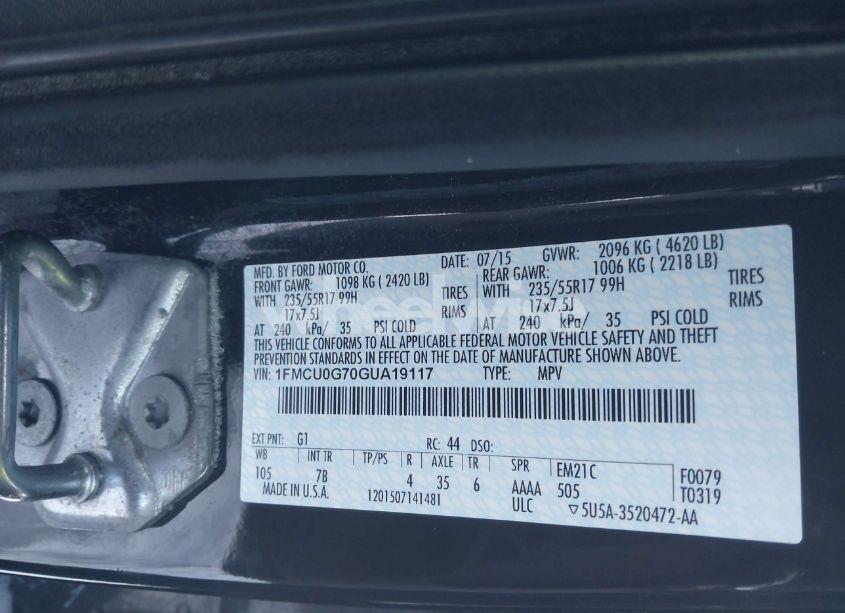 MFD. BY FORD MOTOR CO. DATE: 07/15 GVWR: 2096 KG ( 4620 LB)
FRONT GAWR: 1098 KG ( 2420 LB) REAR GAWR: 1006 KG ( 2218 LB)
WITH 235/55R17 99H TIRES WITH 235/55R17 99H TIRES
17x7.5J RIMS 17x7.5J RIMS
AT 240 kPa/ 35 PSI COLD AT 240 kPa/ 35 PSI COLD
THIS VEHICLE CONFORMS TO ALL APPLICABLE FEDERAL MOTOR VEHICLE SAFETY AND THEFT
PREVENTION STANDARDS IN EFFECT ON THE DATE OF MANUFACTURE SHOWN ABOVE.
VIN: 1FMCU0G70GUA19117 TYPE: MPV
EXT PNT: G1 RC: 44 DSO:
WB INT TR TP/PS R AXLE TR SPR EM21C F0079
105 7B 4 35 6 AAAA 505 T0319
MADE IN U.S.A. 1201507141481 ULC ▽5U5A-3520472-AA